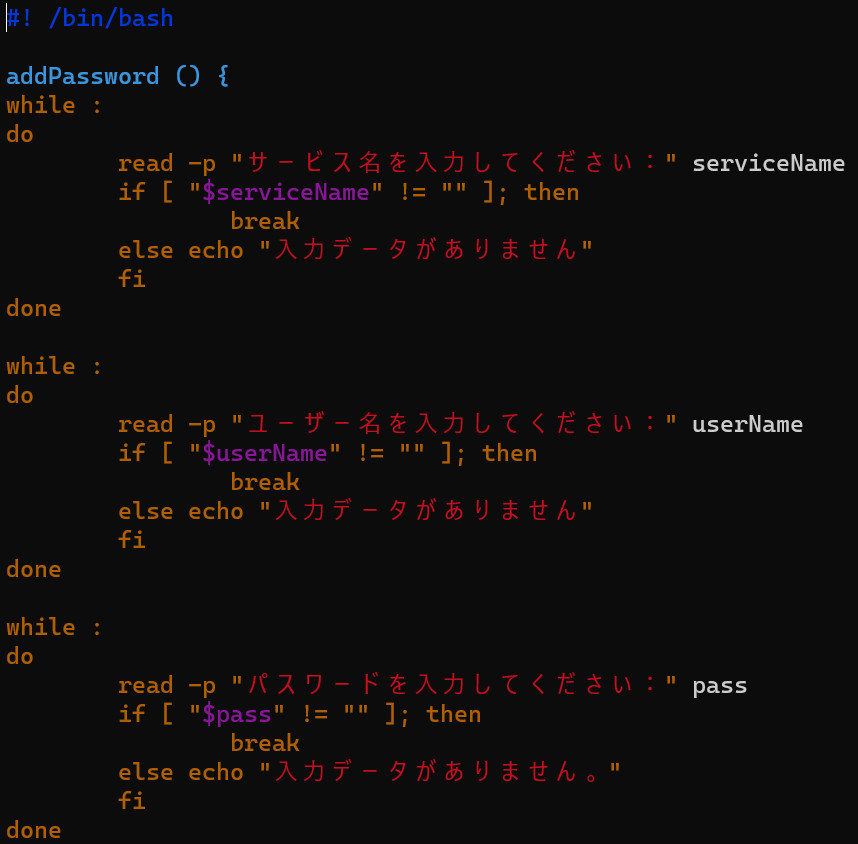 #! /bin/bash

addPassword () {
while :
do
        read -p "サービス名を入力してください：" serviceName
        if [ "$serviceName" != "" ]; then
                break
        else echo "入力データがありません"
        fi
done

while :
do
        read -p "ユーザー名を入力してください：" userName
        if [ "$userName" != "" ]; then
                break
        else echo "入力データがありません"
        fi
done

while :
do
        read -p "パスワードを入力してください：" pass
        if [ "$pass" != "" ]; then
                break
        else echo "入力データがありません。"
        fi
done